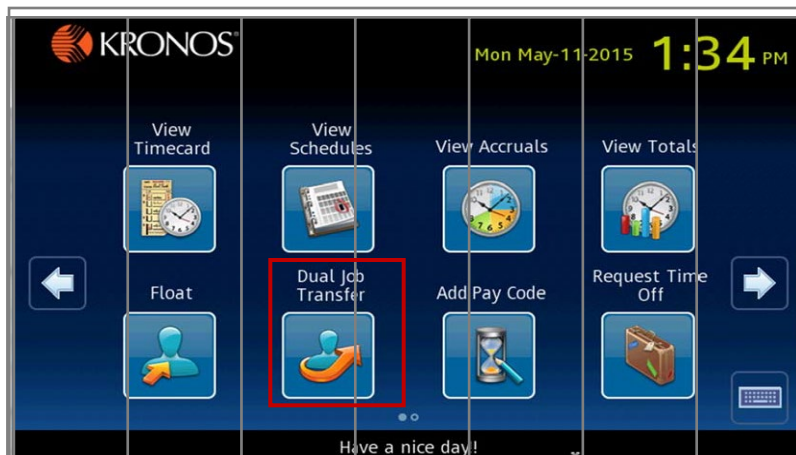 KRONOS
Mon May-11-2015 1:34 PM
View
Timecard
View
Schedules
View Accruals
View Totals
Float
Dual Job
Transfer
Add Pay Code
Request Time
Off
Have a nice day!